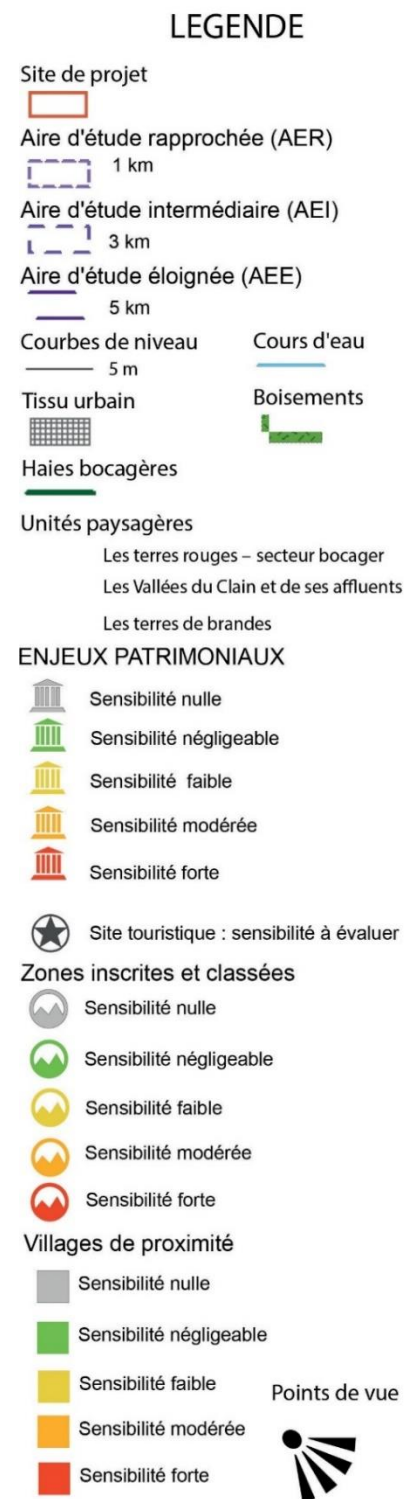 LEGENDE
Site de projet
Aire d'étude rapprochée (AER)
1 km
Aire d'étude intermédiaire (AEI)
3 km
Aire d'étude éloignée (AEE)
5 km
Courbes de niveau
5 m
Cours d'eau
Tissu urbain
Boisements
Haies bocagères
Unités paysagères
Les terres rouges – secteur bocager
Les Vallées du Clain et de ses affluents
Les terres de brandes
ENJEUX PATRIMONIAUX
Sensibilité nulle
Sensibilité négligeable
Sensibilité faible
Sensibilité modérée
Sensibilité forte
Site touristique : sensibilité à évaluer
Zones inscrites et classées
Sensibilité nulle
Sensibilité négligeable
Sensibilité faible
Sensibilité modérée
Sensibilité forte
Villages de proximité
Sensibilité nulle
Sensibilité négligeable
Sensibilité faible
Sensibilité modérée
Sensibilité forte
Points de vue